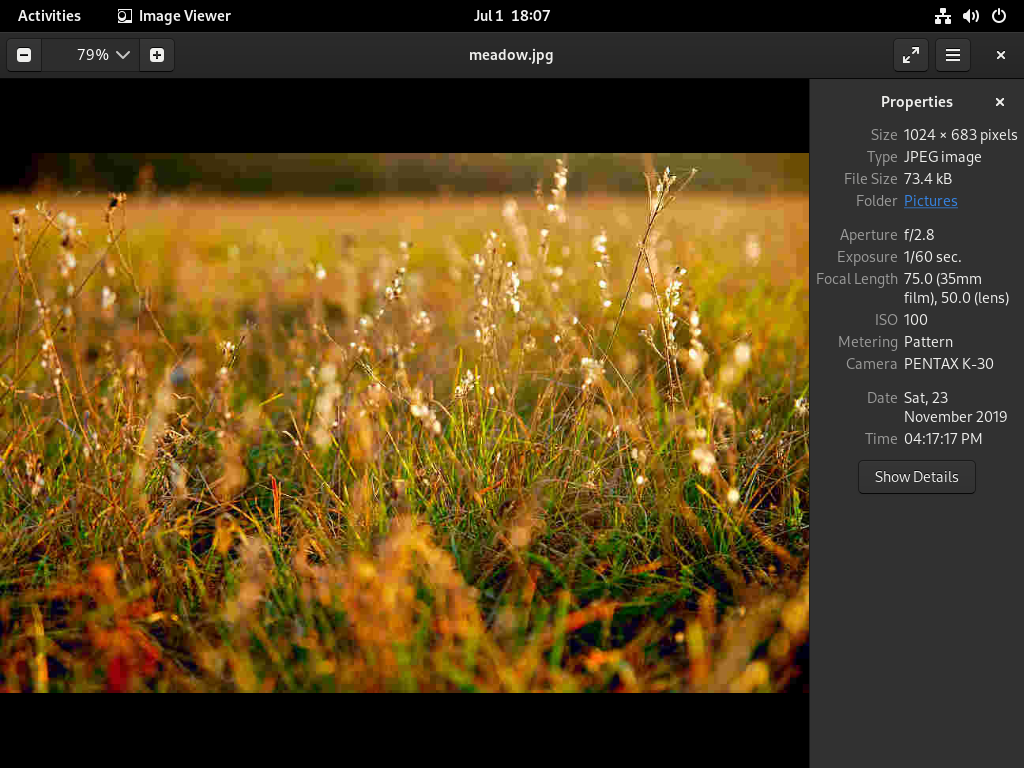 Activities Image Viewer Jul 1 18:07
79% meadow.jpg
Properties
Size 1024 × 683 pixels
Type JPEG image
File Size 73.4 kB
Folder Pictures
Aperture f/2.8
Exposure 1/60 sec.
Focal Length 75.0 (35mm
film), 50.0 (lens)
ISO 100
Metering Pattern
Camera PENTAX K-30
Date Sat, 23
November 2019
Time 04:17:17 PM
Show Details